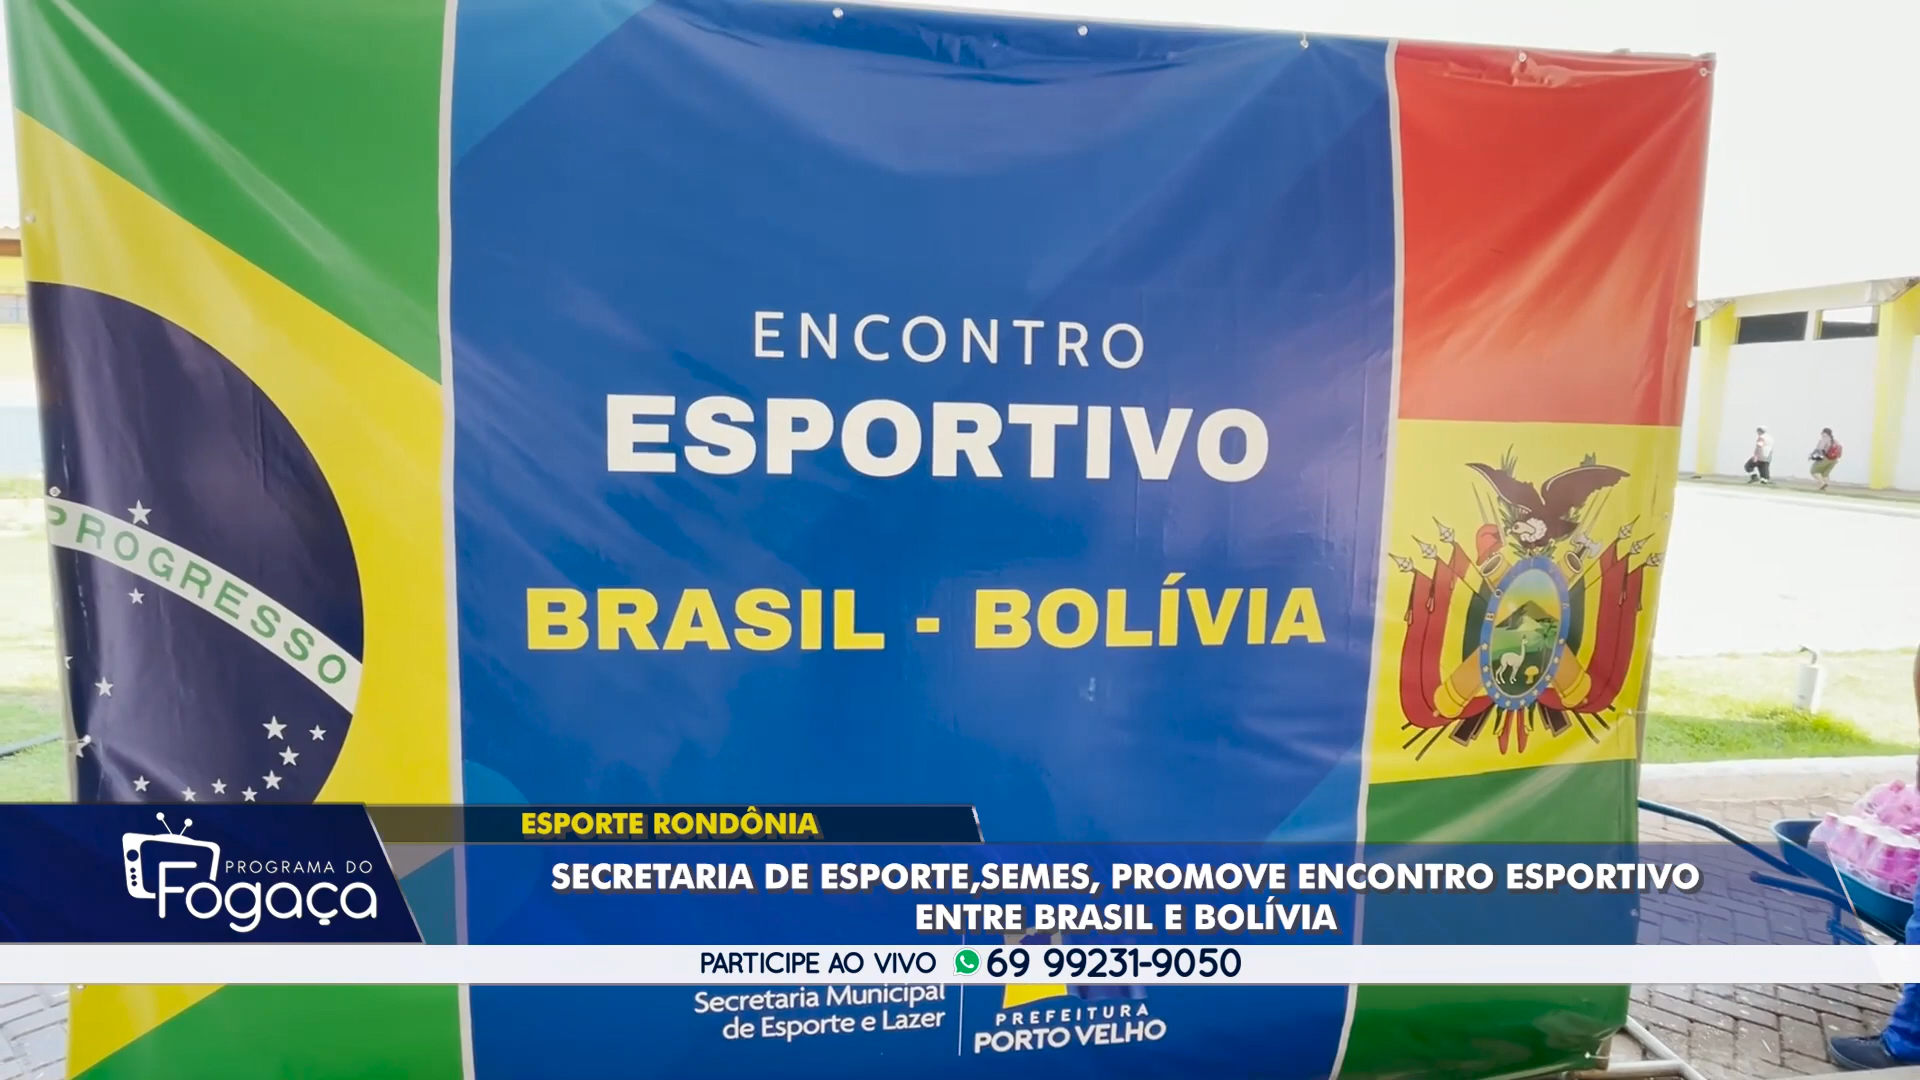 ENCONTRO
ESPORTIVO
BRASIL - BOLÍVIA
PROGRESSO
ESPORTE RONDÔNIA
PROGRAMA DO
Fogaça
SECRETARIA DE ESPORTE,SEMES, PROMOVE ENCONTRO ESPORTIVO
ENTRE BRASIL E BOLÍVIA
PARTICIPE AO VIVO 69 99231-9050
Secretaria Municipal
de Esporte e Lazer
PREFEITURA
PORTO VELHO